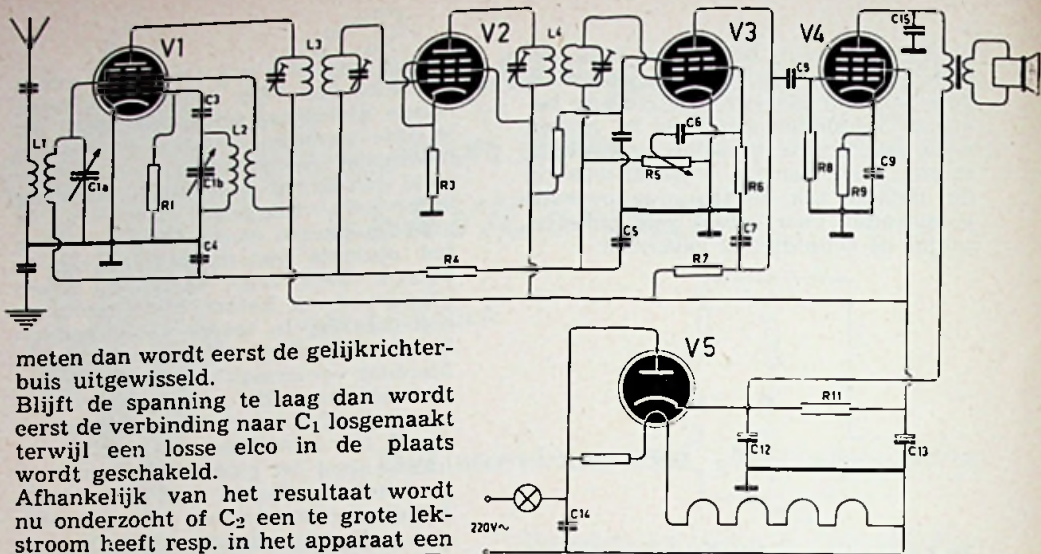 V1
V2
V3
V4
C15
L3
L4
C3
L2
C8
C6
L1
C1a
R1
C1b
R3
R5
R6
R8
R9
C9
C4
C5
C7
R4
R7
meten dan wordt eerst de gelijkrichter-
buis uitgewisseld.
Blijft de spanning te laag dan wordt
eerst de verbinding naar C₁ losgemaakt
terwijl een losse elco in de plaats
wordt geschakeld.
Afhankelijk van het resultaat wordt
nu onderzocht of C₂ een te grote lek-
stroom heeft resp. in het apparaat een
V5
R11
C12
C13
220V~
C14